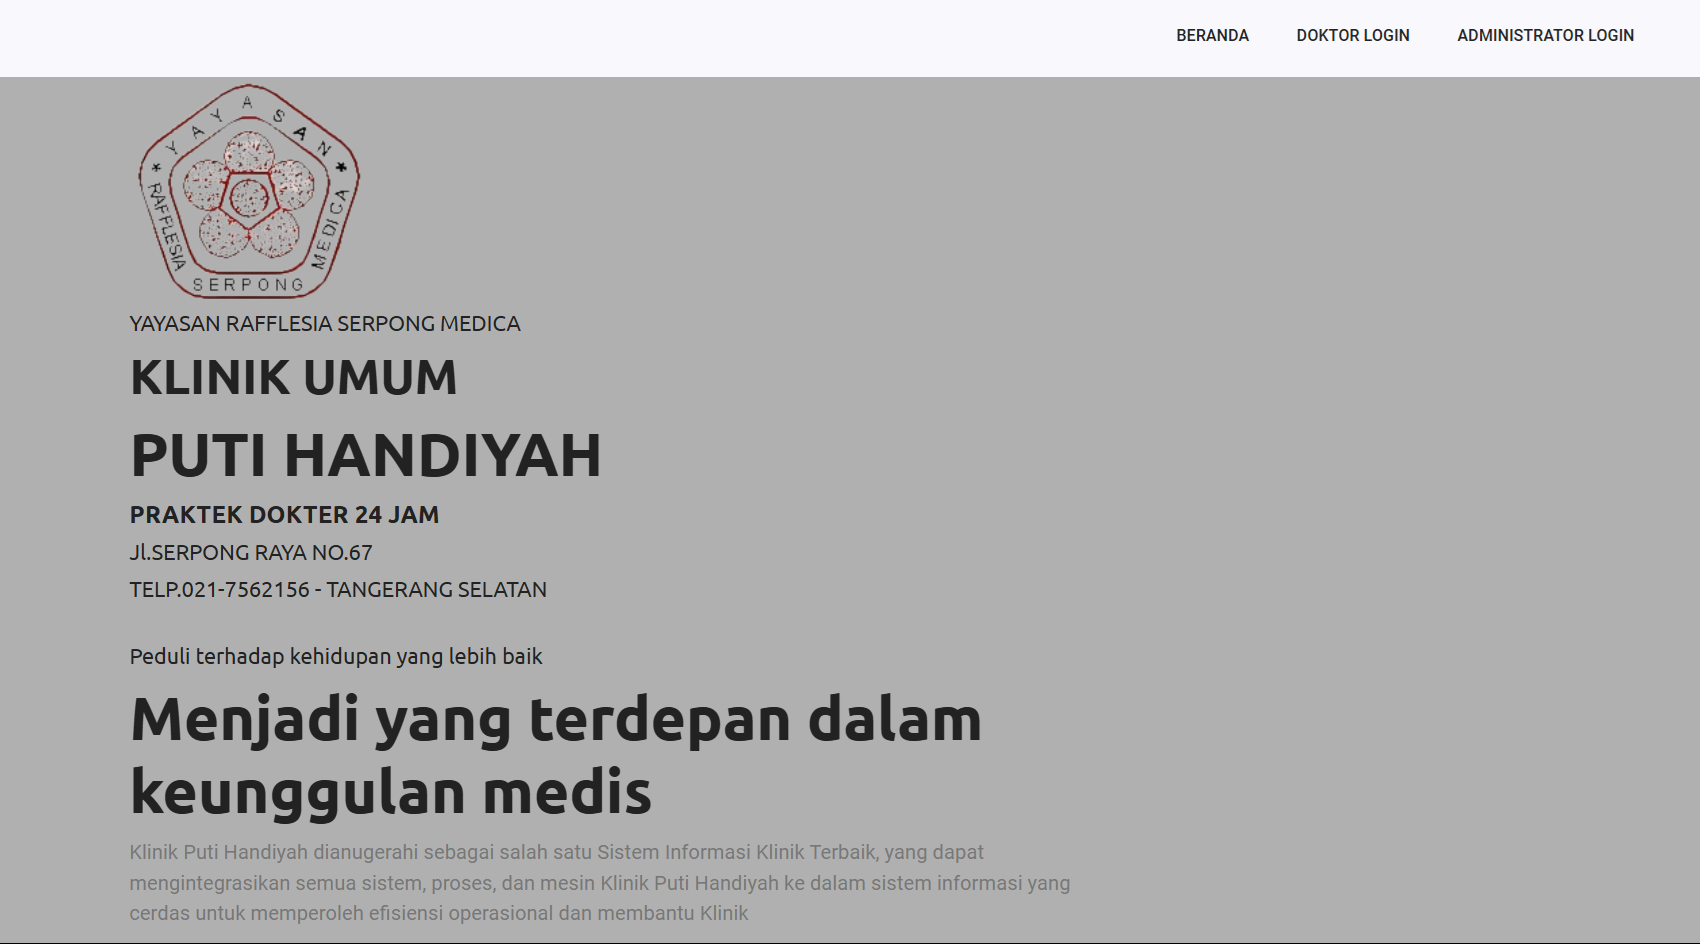 BERANDA DOKTOR LOGIN ADMINISTRATOR LOGIN
YAYASAN
* RAFFLESIA SERPONG MEDICA *
YAYASAN RAFFLESIA SERPONG MEDICA
KLINIK UMUM
PUTI HANDIYAH
PRAKTEK DOKTER 24 JAM
Jl.SERPONG RAYA NO.67
TELP.021-7562156 - TANGERANG SELATAN
Peduli terhadap kehidupan yang lebih baik
Menjadi yang terdepan dalam
keunggulan medis
Klinik Puti Handiyah dianugerahi sebagai salah satu Sistem Informasi Klinik Terbaik, yang dapat
mengintegrasikan semua sistem, proses, dan mesin Klinik Puti Handiyah ke dalam sistem informasi yang
cerdas untuk memperoleh efisiensi operasional dan membantu Klinik